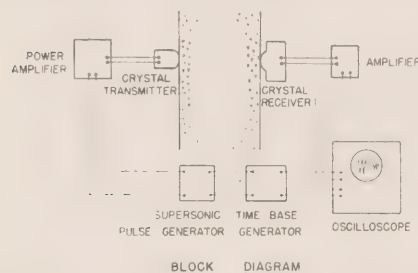 POWER
AMPLIFIER
CRYSTAL
TRANSMITTER
CRYSTAL
RECEIVER
AMPLIFIER
SUPERSONIC
PULSE GENERATOR
TIME BASE
GENERATOR
OSCILLOSCOPE
BLOCK DIAGRAM